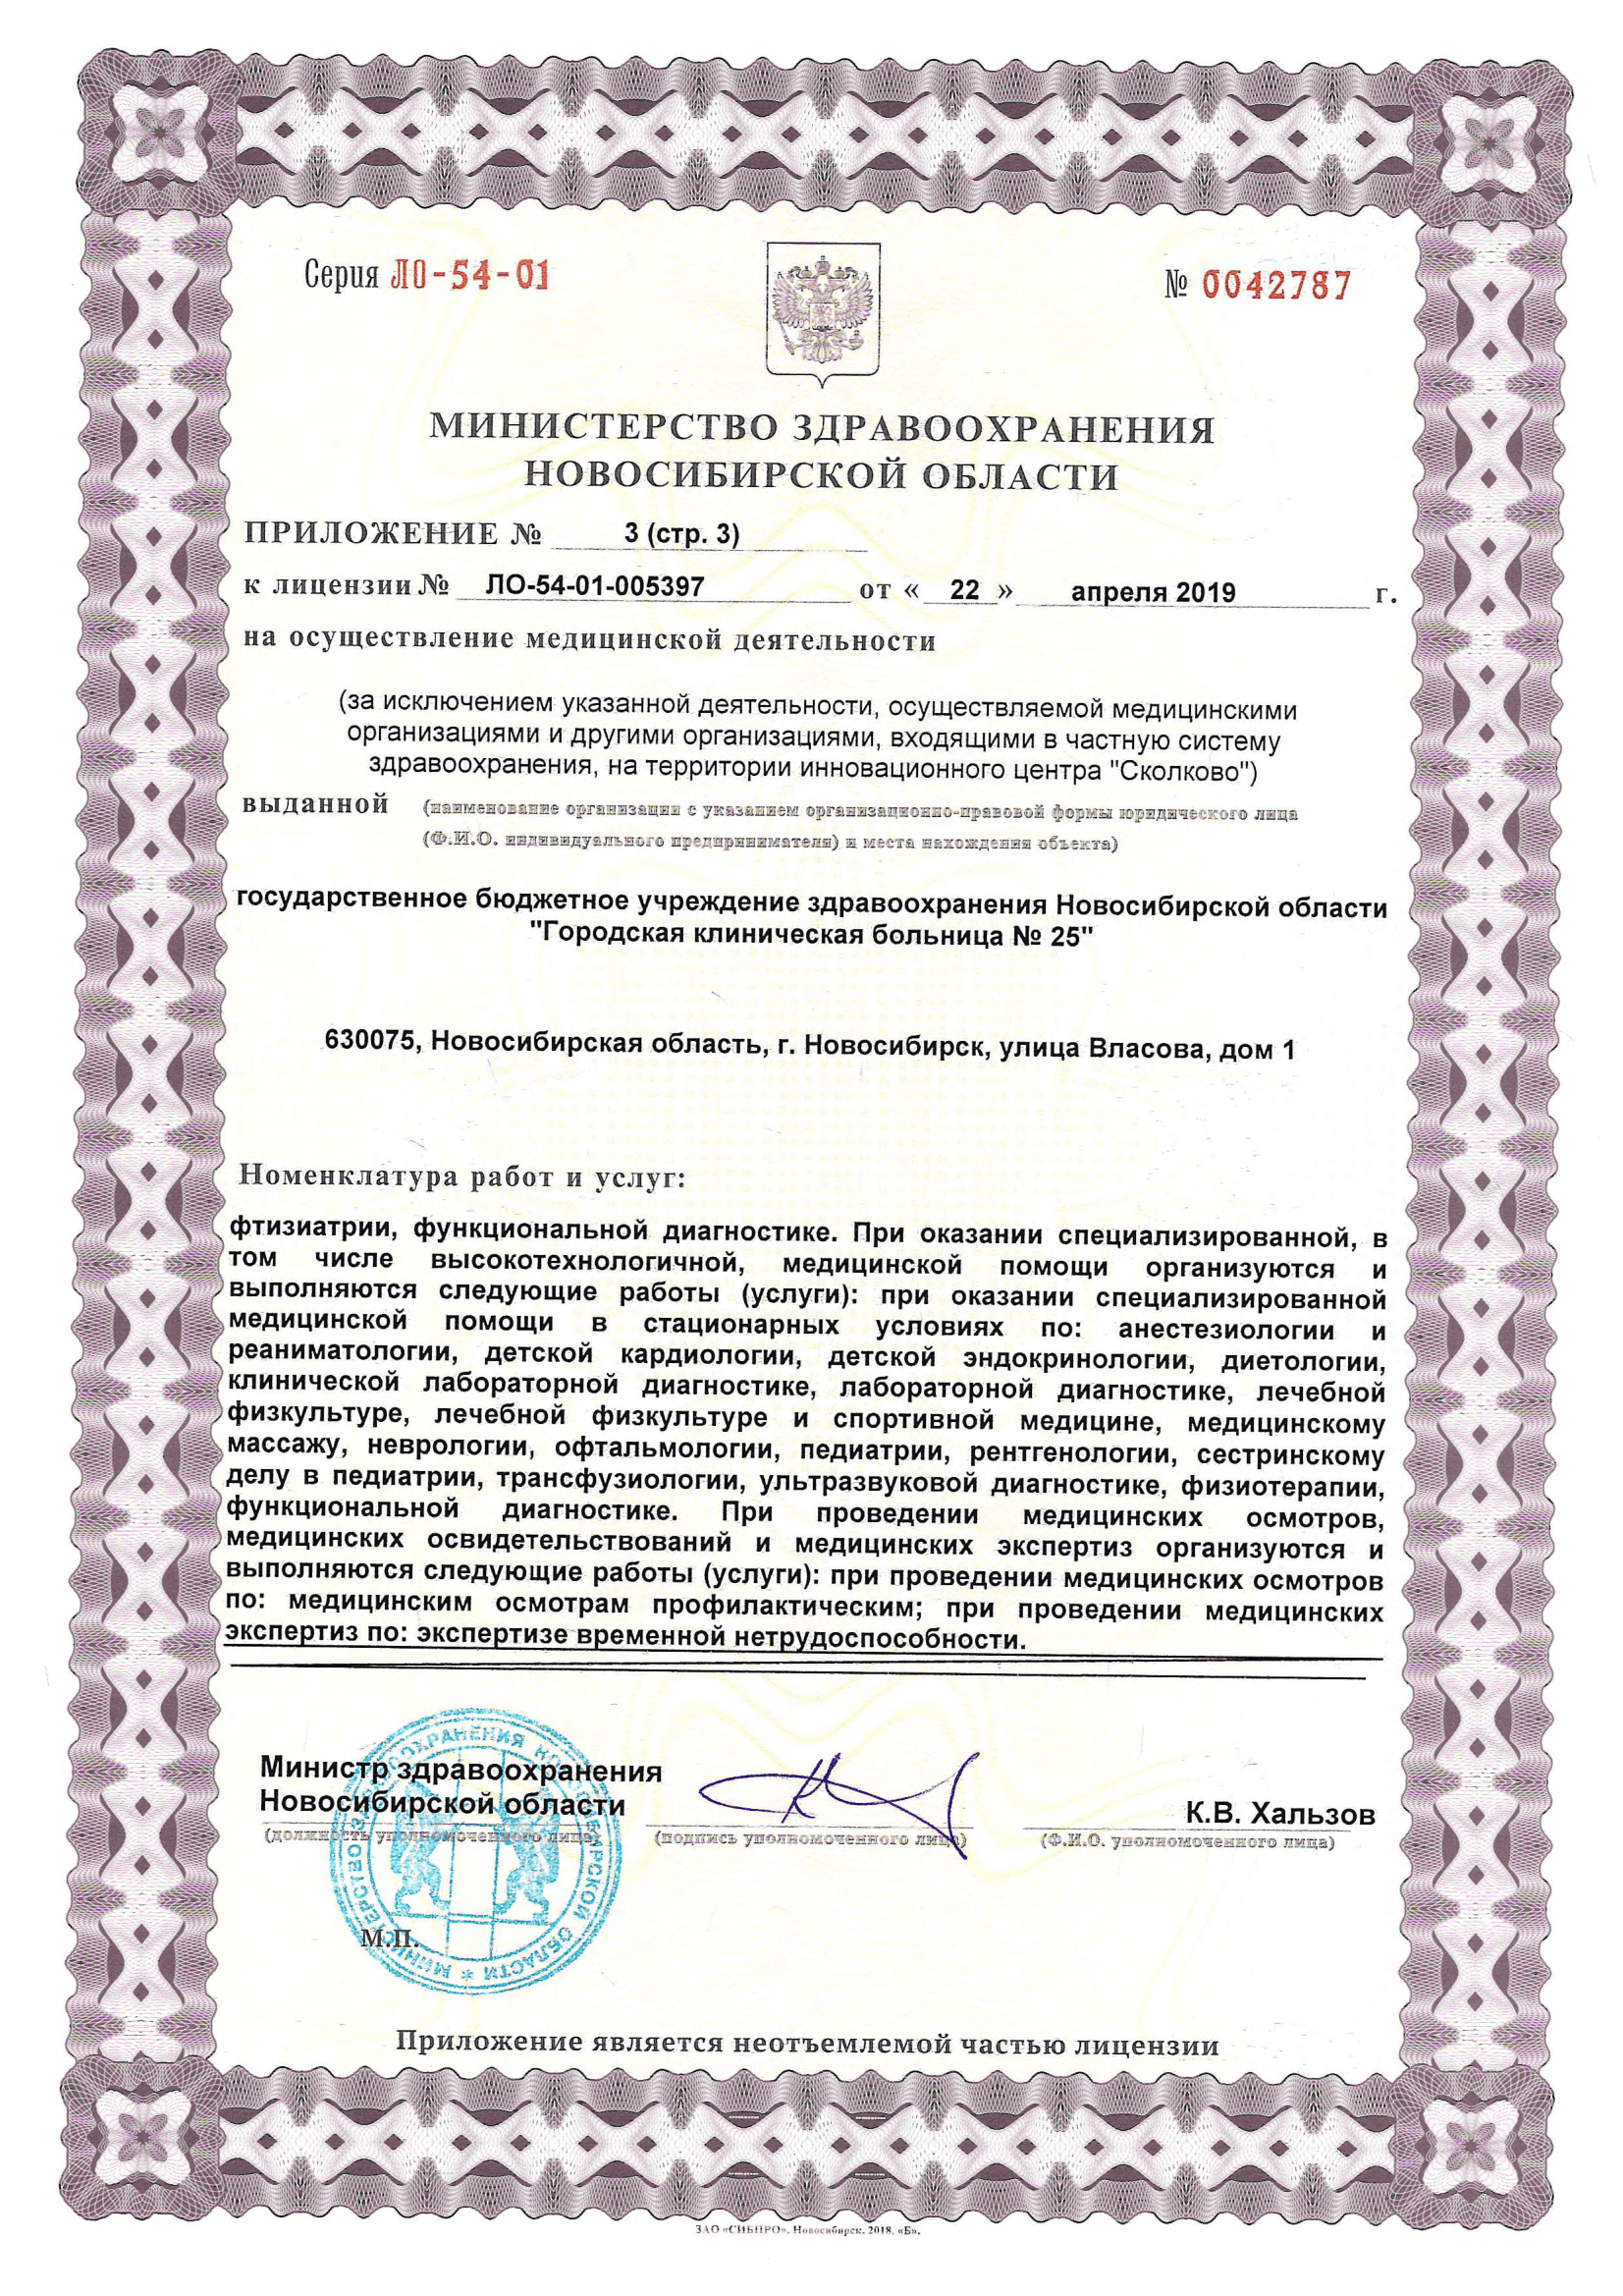 Серия ЛО-54-01
№ 0042787
МИНИСТЕРСТВО ЗДРАВООХРАНЕНИЯ
НОВОСИБИРСКОЙ ОБЛАСТИ
ПРИЛОЖЕНИЕ № 3 (стр. 3)
к лицензии № ЛО-54-01-005397 от « 22 » апреля 2019 г.
на осуществление медицинской деятельности
(за исключением указанной деятельности, осуществляемой медицинскими
организациями и другими организациями, входящими в частную систему
здравоохранения, на территории инновационного центра "Сколково")
выданной (наименование организации с указанием организационно-правовой формы юридического лица
(Ф.И.О. индивидуального предпринимателя) и места нахождения объекта)
государственное бюджетное учреждение здравоохранения Новосибирской области
"Городская клиническая больница № 25"
630075, Новосибирская область, г. Новосибирск, улица Власова, дом 1
Номенклатура работ и услуг:
фтизиатрии, функциональной диагностике. При оказании специализированной, в
том числе высокотехнологичной, медицинской помощи организуются и
выполняются следующие работы (услуги): при оказании специализированной
медицинской помощи в стационарных условиях по: анестезиологии и
реаниматологии, детской кардиологии, детской эндокринологии, диетологии,
клинической лабораторной диагностике, лабораторной диагностике, лечебной
физкультуре, лечебной физкультуре и спортивной медицине, медицинскому
массажу, неврологии, офтальмологии, педиатрии, рентгенологии, сестринскому
делу в педиатрии, трансфузиологии, ультразвуковой диагностике, физиотерапии,
функциональной диагностике. При проведении медицинских осмотров,
медицинских освидетельствований и медицинских экспертиз организуются и
выполняются следующие работы (услуги): при проведении медицинских осмотров
по: медицинским осмотрам профилактическим; при проведении медицинских
экспертиз по: экспертизе временной нетрудоспособности.
Министр здравоохранения
Новосибирской области
К.В. Хальзов
(должность уполномоченного лица)
(подпись уполномоченного лица)
(Ф.И.О. уполномоченного лица)
МИНИСТЕРСТВО ЗДРАВООХРАНЕНИЯ НОВОСИБИРСКОЙ ОБЛАСТИ *
М.П.
Приложение является неотъемлемой частью лицензии
ЗАО «СИБПРО», Новосибирск, 2018, «Б».